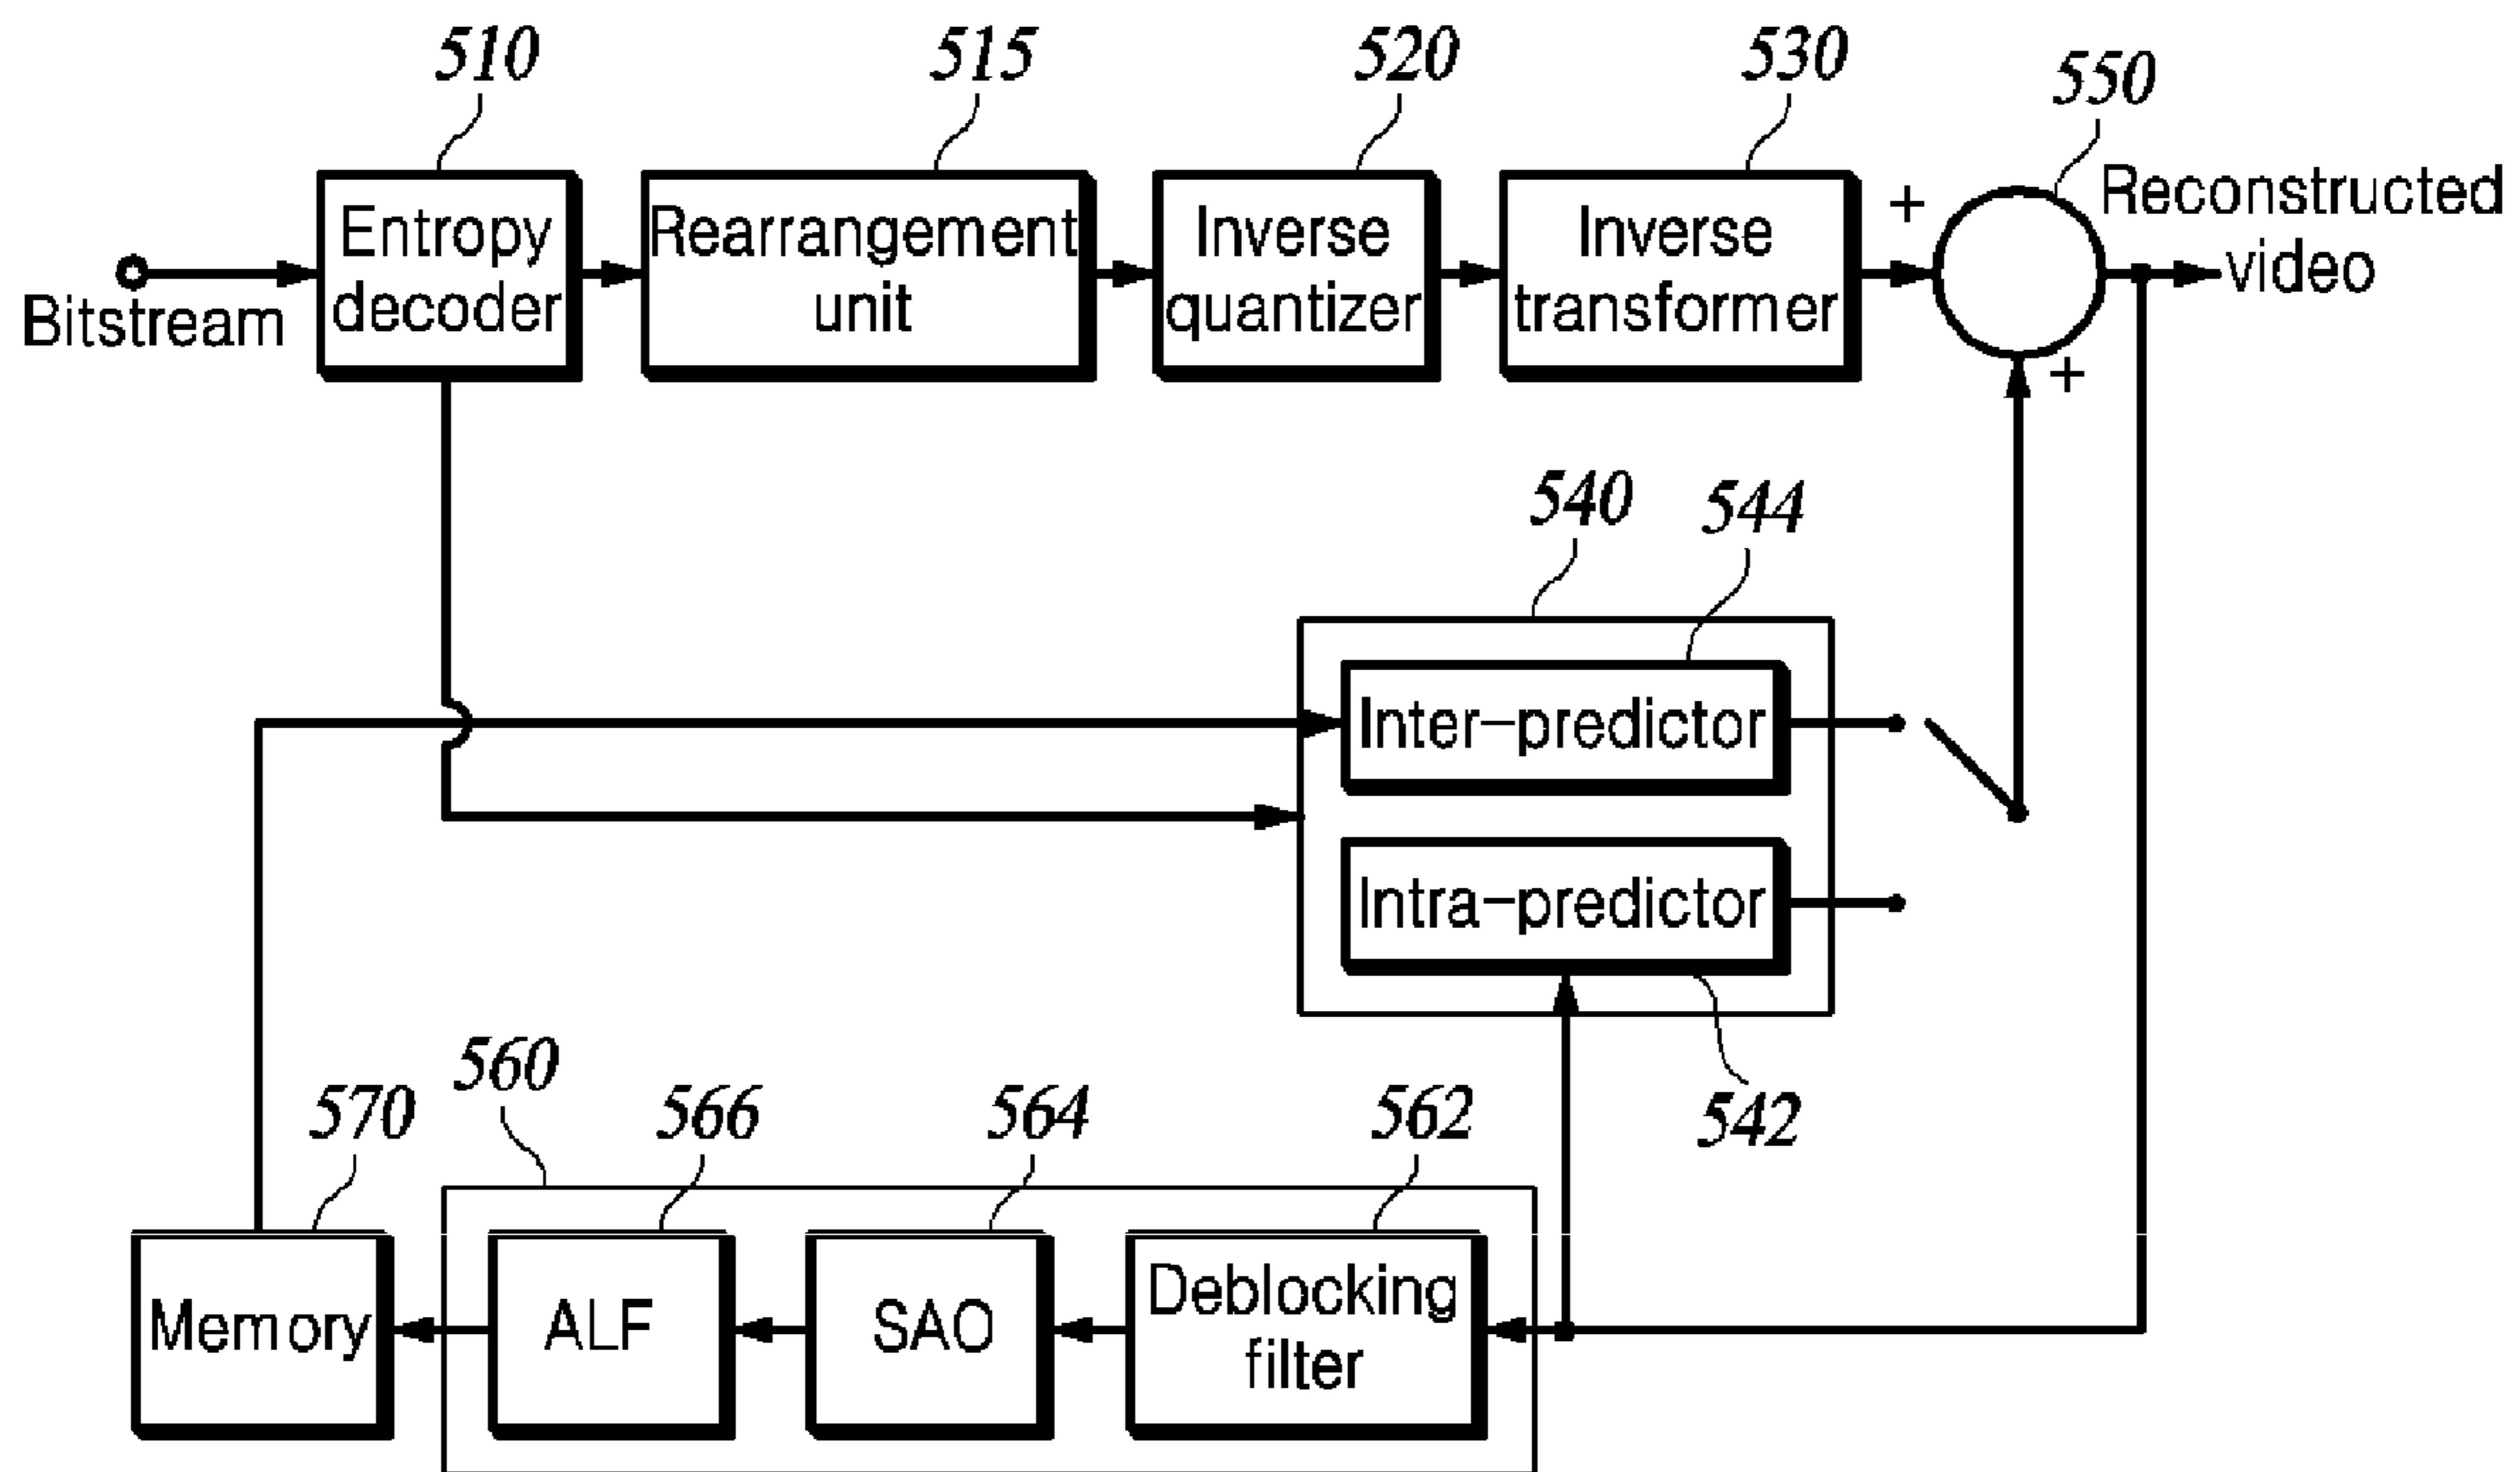 510
515
520
530
550
Entropy
decoder
Rearrangement
unit
Inverse
quantizer
Inverse
transformer
+
Reconstructed
video
Bitstream
+
540
544
Inter-predictor
Intra-predictor
542
570
560
566
564
562
Memory
ALF
SAO
Deblocking
filter